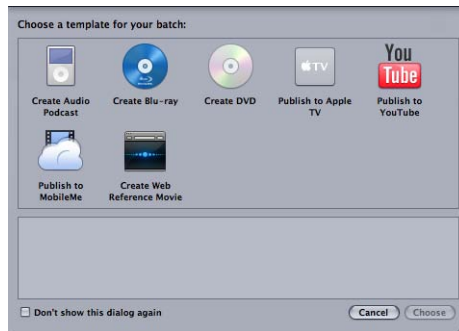 Choose a template for your batch:
tv
You
Tube
Create Audio
Podcast
Create Blu-ray
Create DVD
Publish to Apple
TV
Publish to
YouTube
Publish to
MobileMe
Create Web
Reference Movie
Don't show this dialog again
Cancel
Choose